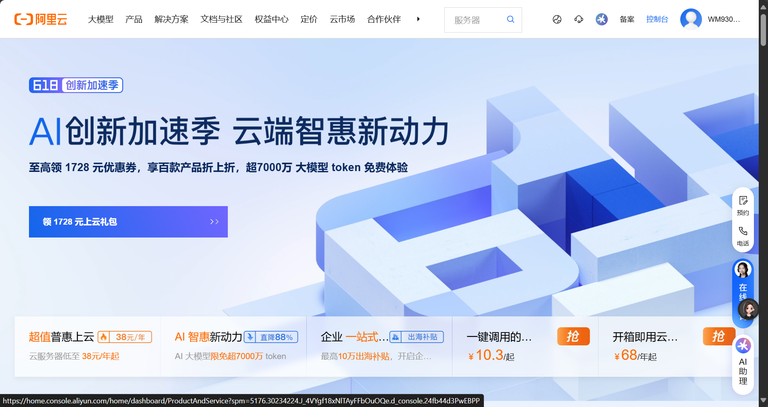 阿里云
大模型 产品 解决方案 文档与社区 权益中心 定价 云市场 合作伙伴
服务器
备案 控制台 WM930...
618 创新加速季
AI创新加速季 云端智惠新动力
至高领 1728 元优惠券，享百款产品折上折，超7000万 大模型 token 免费体验
领 1728 元上云礼包
预约
电话
在线
超值普惠上云 38元/年
云服务器低至 38元/年起
AI 智惠新动力 直降88%
AI 大模型限免超7000万 token
企业 一站式... 出海补贴
最高10万出海补贴，开启企...
一键调用的... 抢
¥10.3/起
开箱即用云... 抢
¥68/年起
AI
助理
https://home.console.aliyun.com/home/dashboard/ProductAndService?spm=5176.30234224.J_4VYgf18xNlTAyFFbOuOQe.d_console.24fb44d3PwEBPP